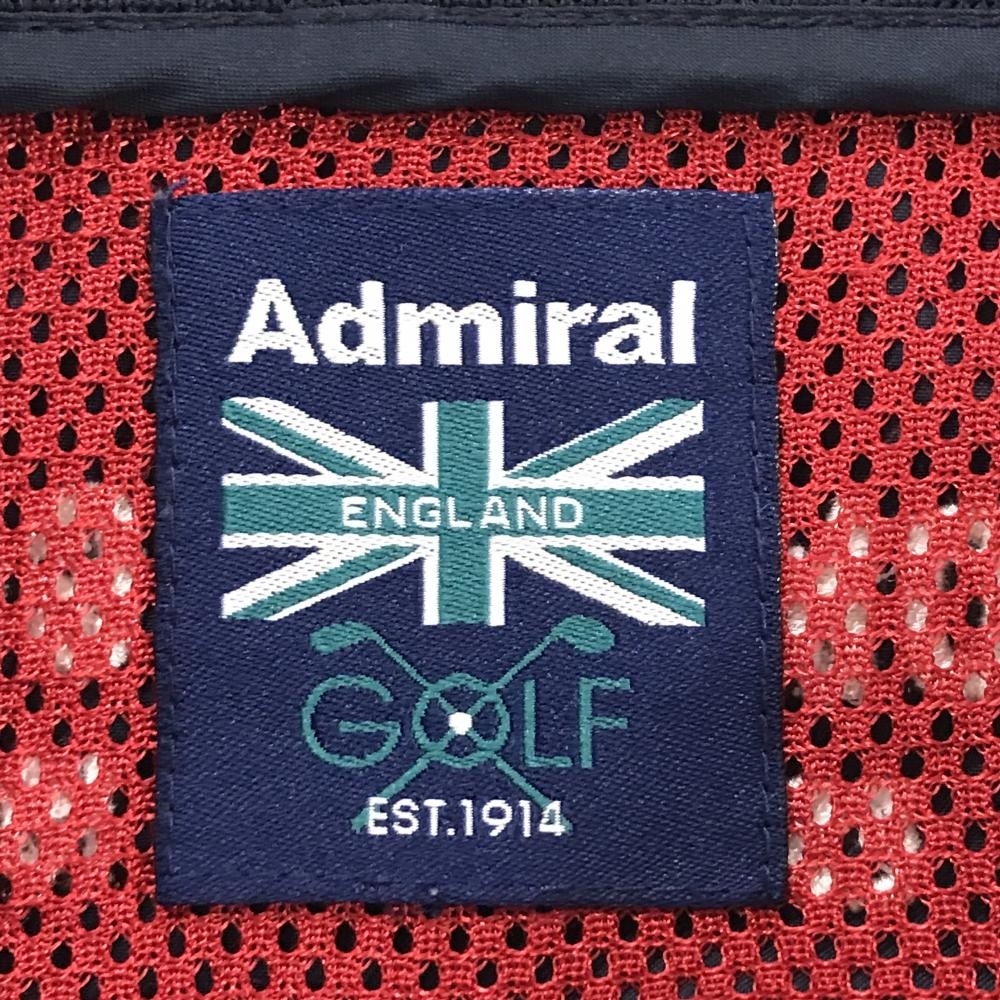 Admiral
ENGLAND
GOLF
EST.1914